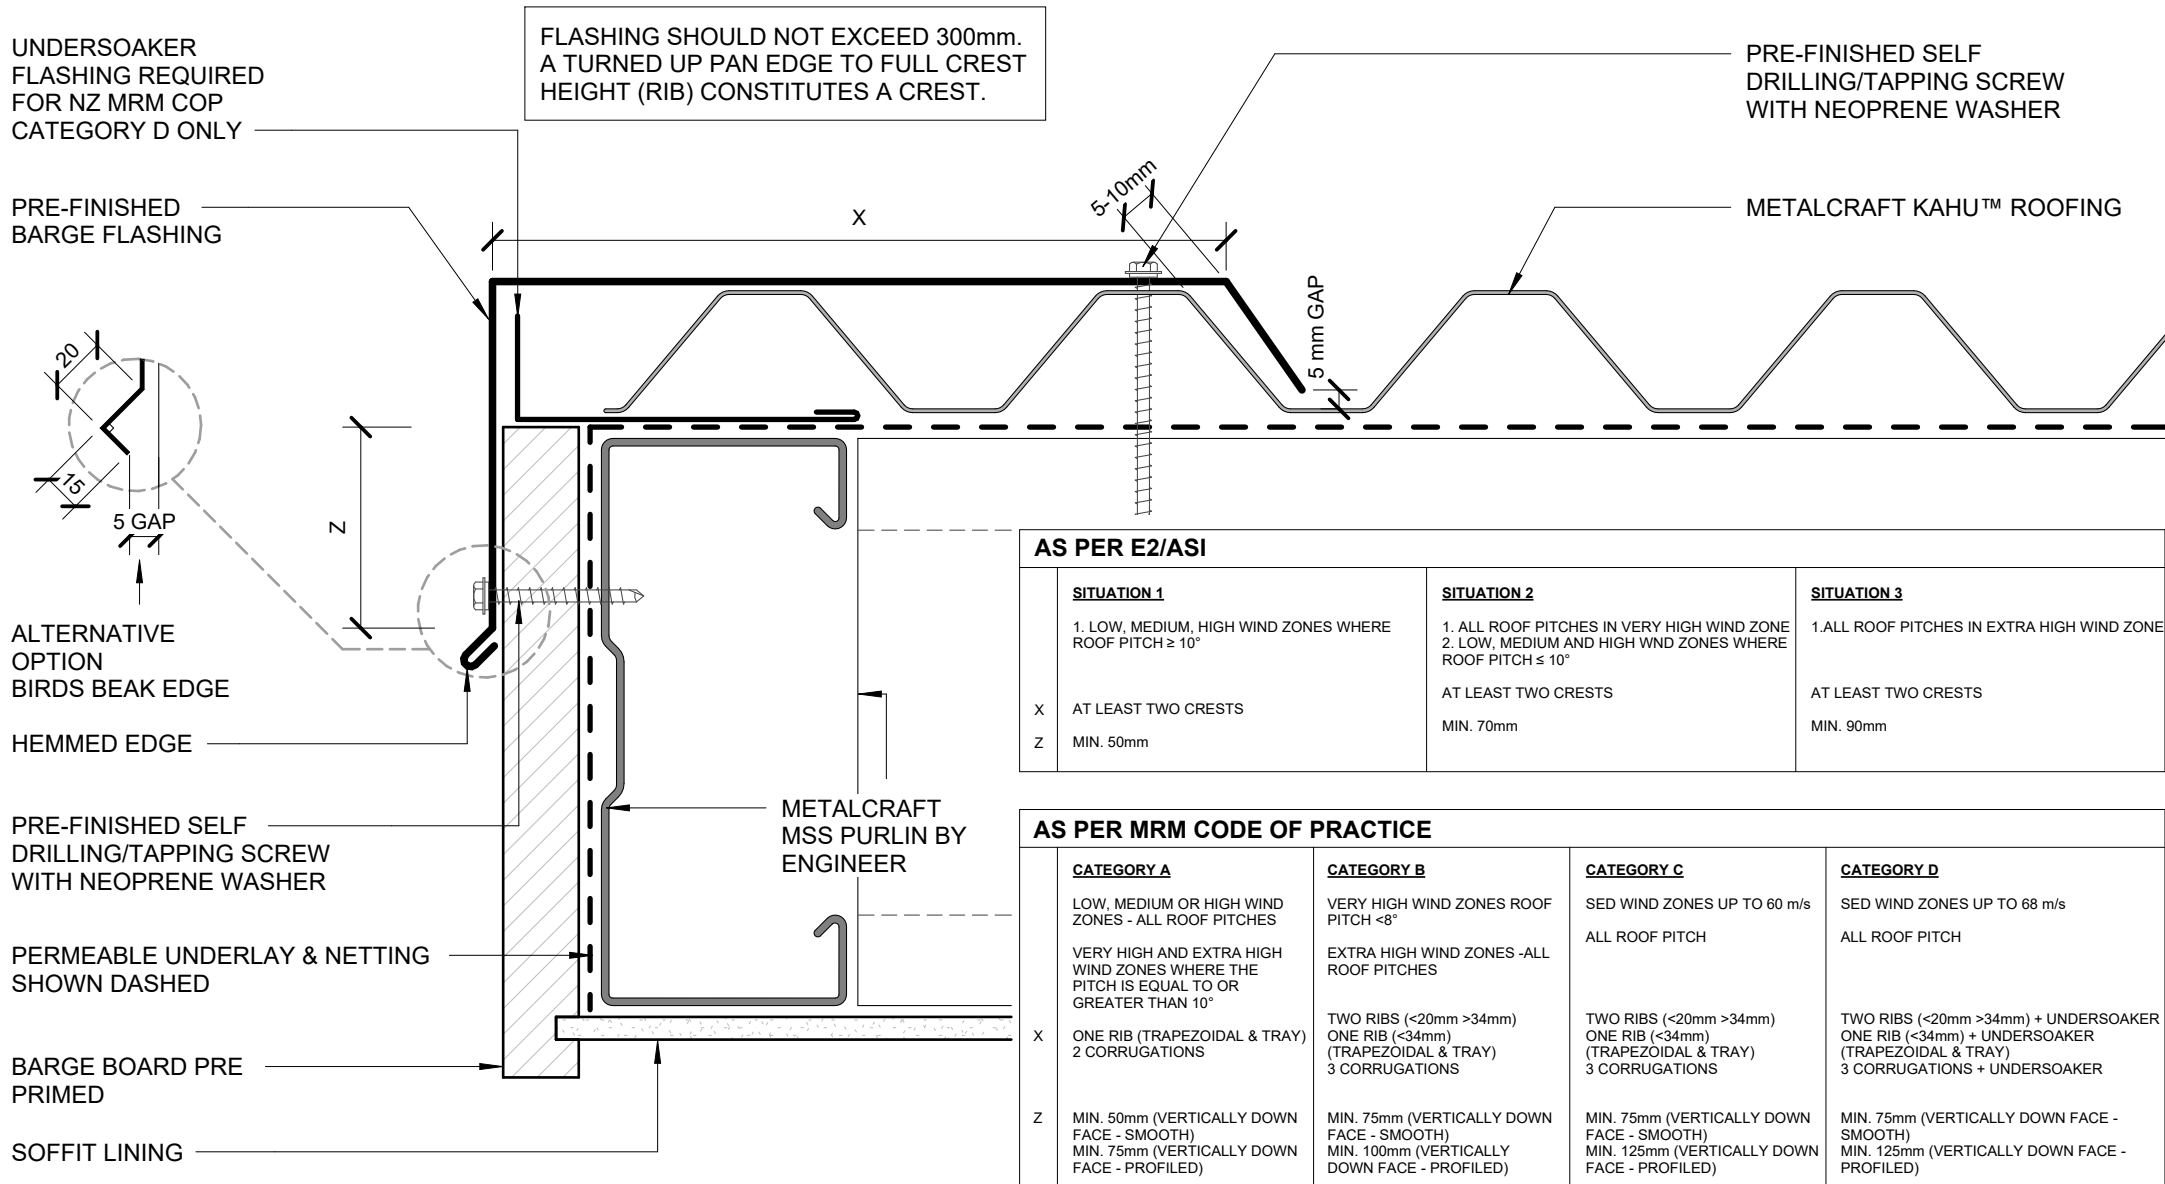 UNDERSOAKER
FLASHING REQUIRED
FOR NZ MRM COP
CATEGORY D ONLY
FLASHING SHOULD NOT EXCEED 300mm.
A TURNED UP PAN EDGE TO FULL CREST
HEIGHT (RIB) CONSTITUTES A CREST.
PRE-FINISHED SELF
DRILLING/TAPPING SCREW
WITH NEOPRENE WASHER
PRE-FINISHED
BARGE FLASHING
X
5-10mm
METALCRAFT KAHU™ ROOFING
5 mm GAP
20
15
5 GAP
Z
ALTERNATIVE
OPTION
BIRDS BEAK EDGE
HEMMED EDGE
PRE-FINISHED SELF
DRILLING/TAPPING SCREW
WITH NEOPRENE WASHER
METALCRAFT
MSS PURLIN BY
ENGINEER
PERMEABLE UNDERLAY & NETTING
SHOWN DASHED
BARGE BOARD PRE
PRIMED
SOFFIT LINING
AS PER E2/ASI
SITUATION 1
1. LOW, MEDIUM, HIGH WIND ZONES WHERE
ROOF PITCH ≥ 10°
X AT LEAST TWO CRESTS
Z MIN. 50mm
SITUATION 2
1. ALL ROOF PITCHES IN VERY HIGH WIND ZONE
2. LOW, MEDIUM AND HIGH WND ZONES WHERE
ROOF PITCH ≤ 10°
AT LEAST TWO CRESTS
MIN. 70mm
SITUATION 3
1.ALL ROOF PITCHES IN EXTRA HIGH WIND ZONE
AT LEAST TWO CRESTS
MIN. 90mm
AS PER MRM CODE OF PRACTICE
CATEGORY A
LOW, MEDIUM OR HIGH WIND
ZONES - ALL ROOF PITCHES
VERY HIGH AND EXTRA HIGH
WIND ZONES WHERE THE
PITCH IS EQUAL TO OR
GREATER THAN 10°
X ONE RIB (TRAPEZOIDAL & TRAY)
2 CORRUGATIONS
Z MIN. 50mm (VERTICALLY DOWN
FACE - SMOOTH)
MIN. 75mm (VERTICALLY DOWN
FACE - PROFILED)
CATEGORY B
VERY HIGH WIND ZONES ROOF
PITCH <8°
EXTRA HIGH WIND ZONES -ALL
ROOF PITCHES
TWO RIBS (<20mm >34mm)
ONE RIB (<34mm)
(TRAPEZOIDAL & TRAY)
3 CORRUGATIONS
MIN. 75mm (VERTICALLY DOWN
FACE - SMOOTH)
MIN. 100mm (VERTICALLY
DOWN FACE - PROFILED)
CATEGORY C
SED WIND ZONES UP TO 60 m/s
ALL ROOF PITCH
TWO RIBS (<20mm >34mm)
ONE RIB (<34mm)
(TRAPEZOIDAL & TRAY)
3 CORRUGATIONS
MIN. 75mm (VERTICALLY DOWN
FACE - SMOOTH)
MIN. 125mm (VERTICALLY DOWN
FACE - PROFILED)
CATEGORY D
SED WIND ZONES UP TO 68 m/s
ALL ROOF PITCH
TWO RIBS (<20mm >34mm) + UNDERSOAKER
ONE RIB (<34mm) + UNDERSOAKER
(TRAPEZOIDAL & TRAY)
3 CORRUGATIONS + UNDERSOAKER
MIN. 75mm (VERTICALLY DOWN FACE -
SMOOTH)
MIN. 125mm (VERTICALLY DOWN FACE -
PROFILED)